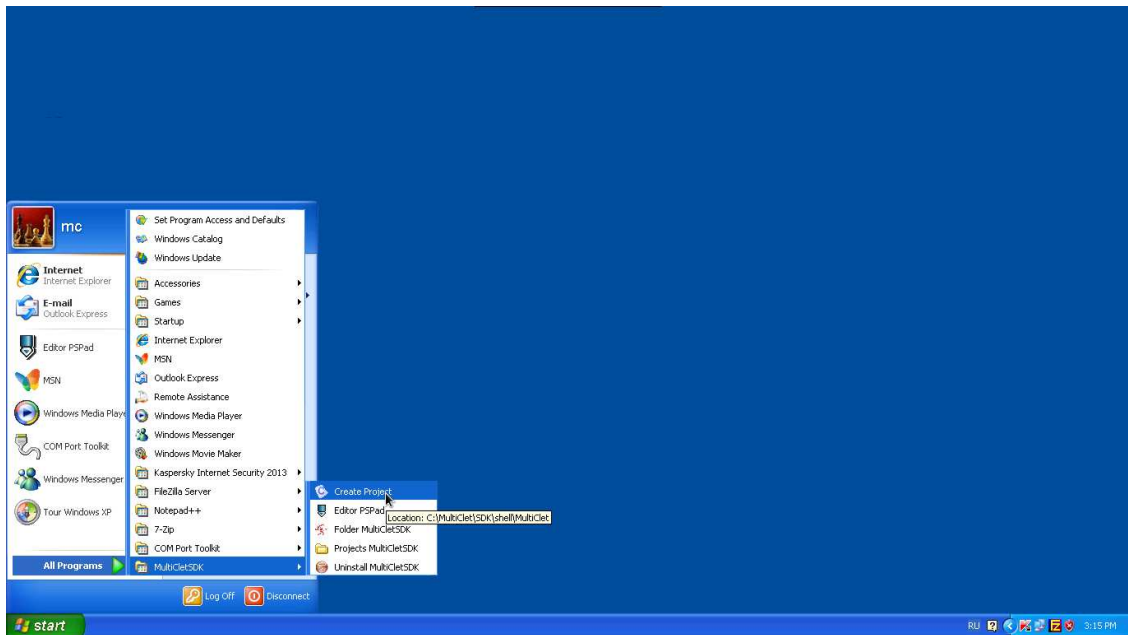 mc
Internet
Internet Explorer
E-mail
Outlook Express
Editor PSPad
MSN
Windows Media Playe
COM Port Toolkit
Windows Messenger
Tour Windows XP
All Programs
Set Program Access and Defaults
Windows Catalog
Windows Update
Accessories
Games
Startup
Internet Explorer
MSN
Outlook Express
Remote Assistance
Windows Media Player
Windows Messenger
Windows Movie Maker
Kaspersky Internet Security 2013
FileZilla Server
Notepad++
7-Zip
COM Port Toolkit
MultiCletSDK
Create Project
Editor PSPad
Location: C:\MultiClet\SDK\shell\MultiClet
Folder MultiCletSDK
Projects MultiCletSDK
Uninstall MultiCletSDK
Log Off
Disconnect
start
RU
3:15 PM